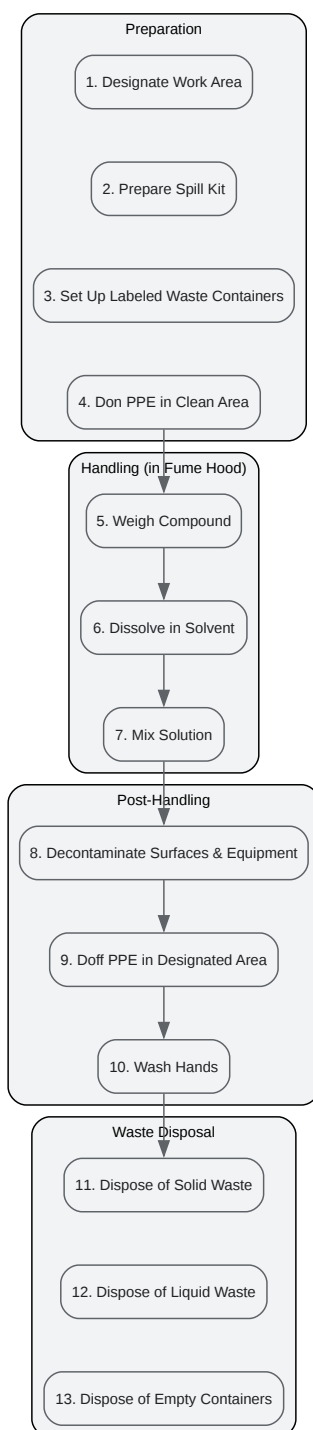 Preparation
1. Designate Work Area
2. Prepare Spill Kit
3. Set Up Labeled Waste Containers
4. Don PPE in Clean Area
Handling (in Fume Hood)
5. Weigh Compound
6. Dissolve in Solvent
7. Mix Solution
Post-Handling
8. Decontaminate Surfaces & Equipment
9. Doff PPE in Designated Area
10. Wash Hands
Waste Disposal
11. Dispose of Solid Waste
12. Dispose of Liquid Waste
13. Dispose of Empty Containers